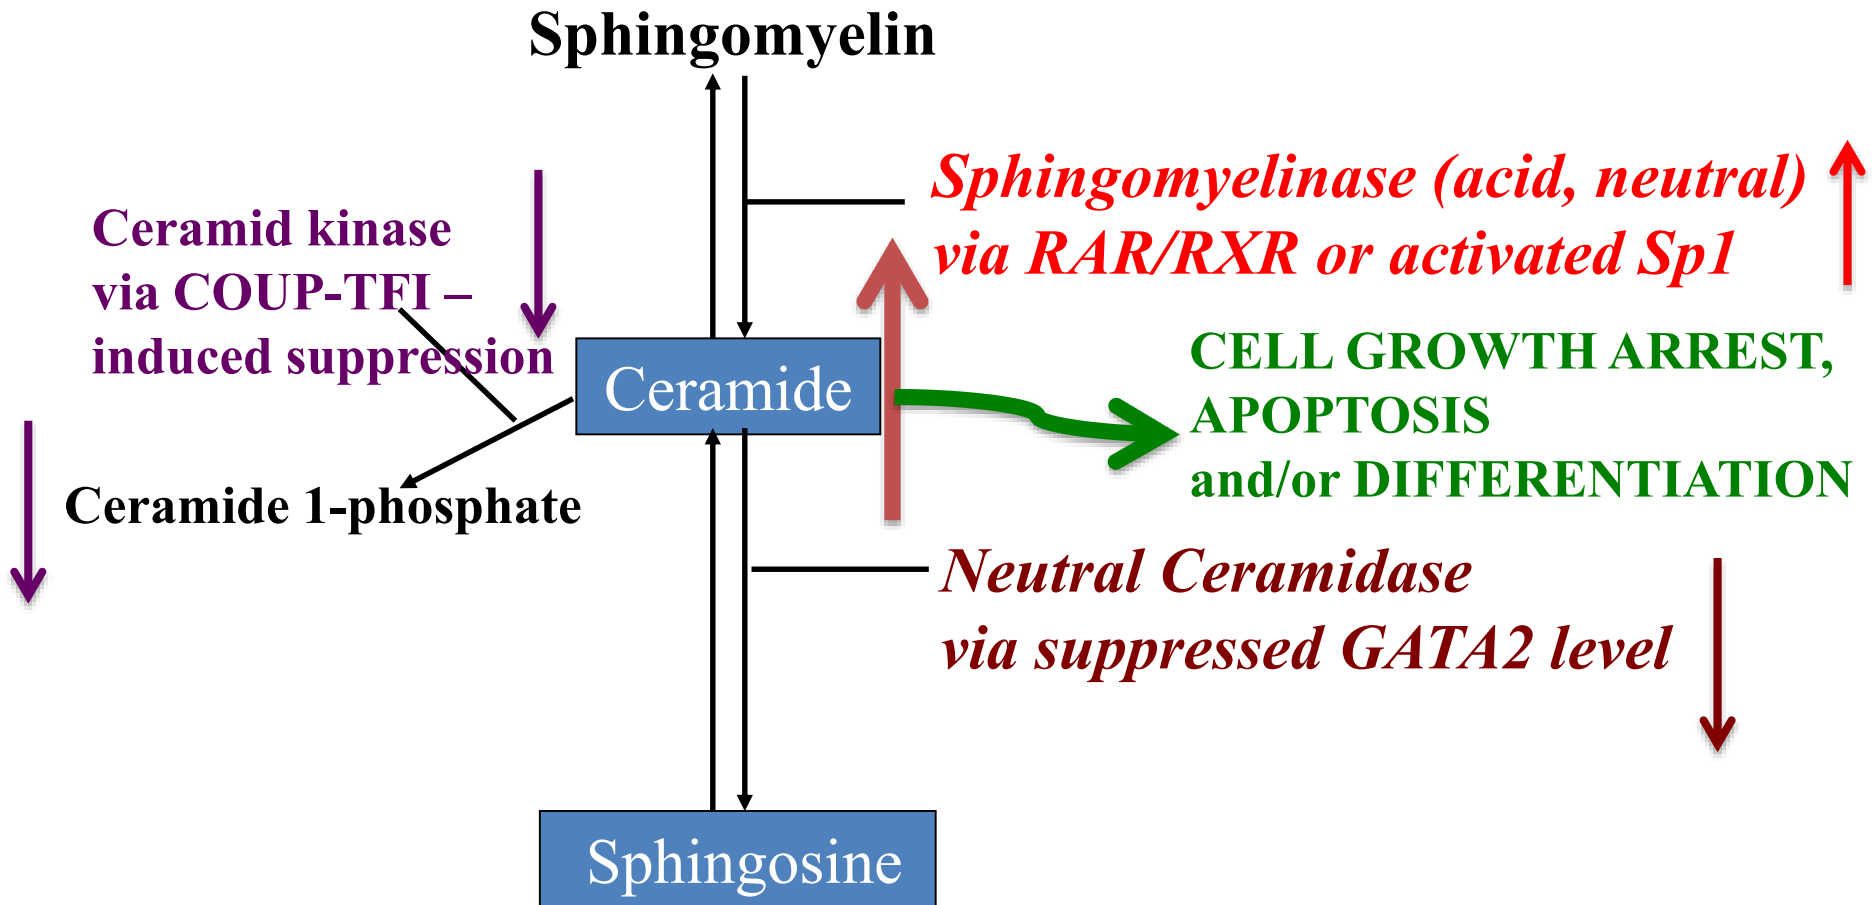 Sphingomyelin
Sphingomyelinase (acid, neutral)
via RAR/RXR or activated Sp1
Ceramid kinase
via COUP-TFI –
induced suppression
Ceramide
CELL GROWTH ARREST,
APOPTOSIS
and/or DIFFERENTIATION
Ceramide 1-phosphate
Neutral Ceramidase
via suppressed GATA2 level
Sphingosine